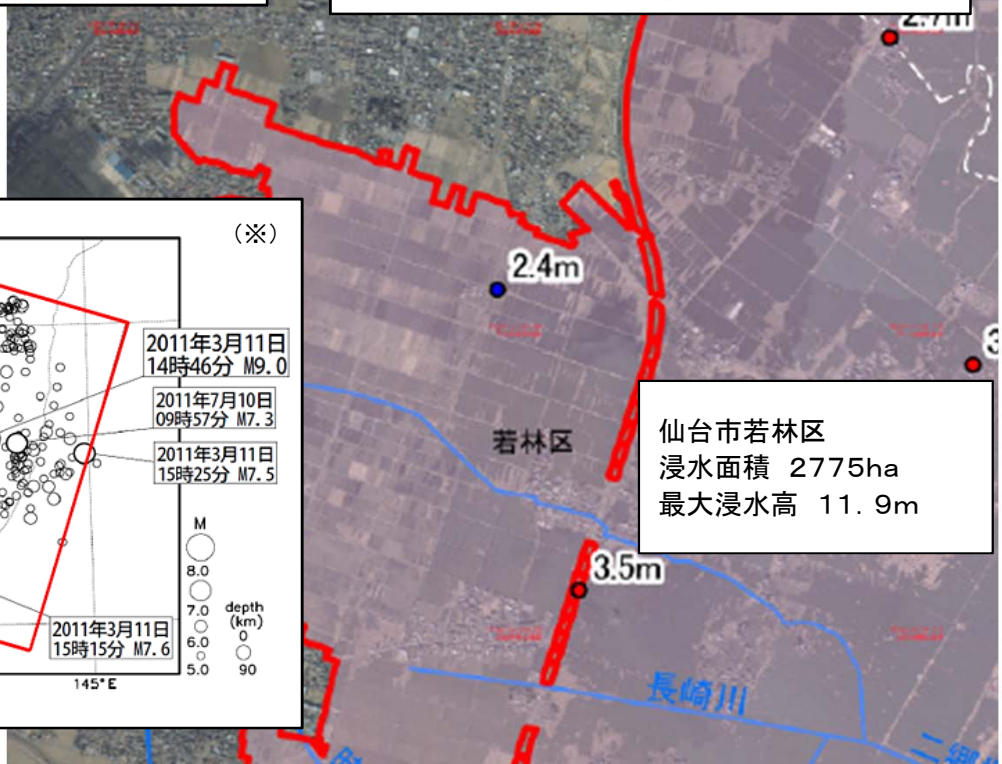 2.7m
(※)
2.4m
2011年3月11日
14時46分 M9.0
2011年7月10日
09時57分 M7.3
2011年3月11日
15時25分 M7.5
若林区
仙台市若林区
浸水面積 2775ha
最大浸水高 11.9m
M
8.0
7.0
6.0
5.0
depth
(km)
0
90
3.5m
2011年3月11日
15時15分 M7.6
145°E
長崎川
二郷